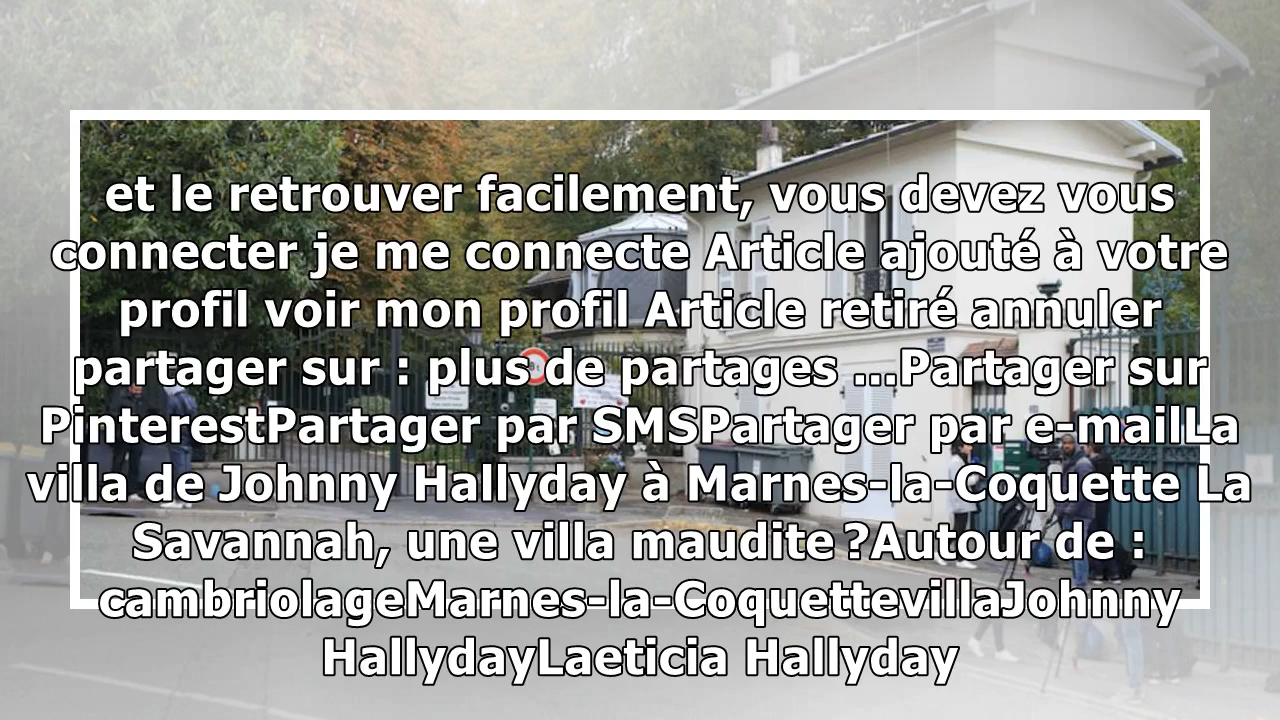 et le retrouver facilement, vous devez vous
connecter je me connecte Article ajouté à votre
profil voir mon profil Article retiré annuler
partager sur : plus de partages ...Partager sur
PinterestPartager par SMSPartager par e-mailLa
villa de Johnny Hallyday à Marnes-la-Coquette La
Savannah, une villa maudite ?Autour de :
cambriolageMarnes-la-CoquettevillaJohnny
HallydayLaeticia Hallyday